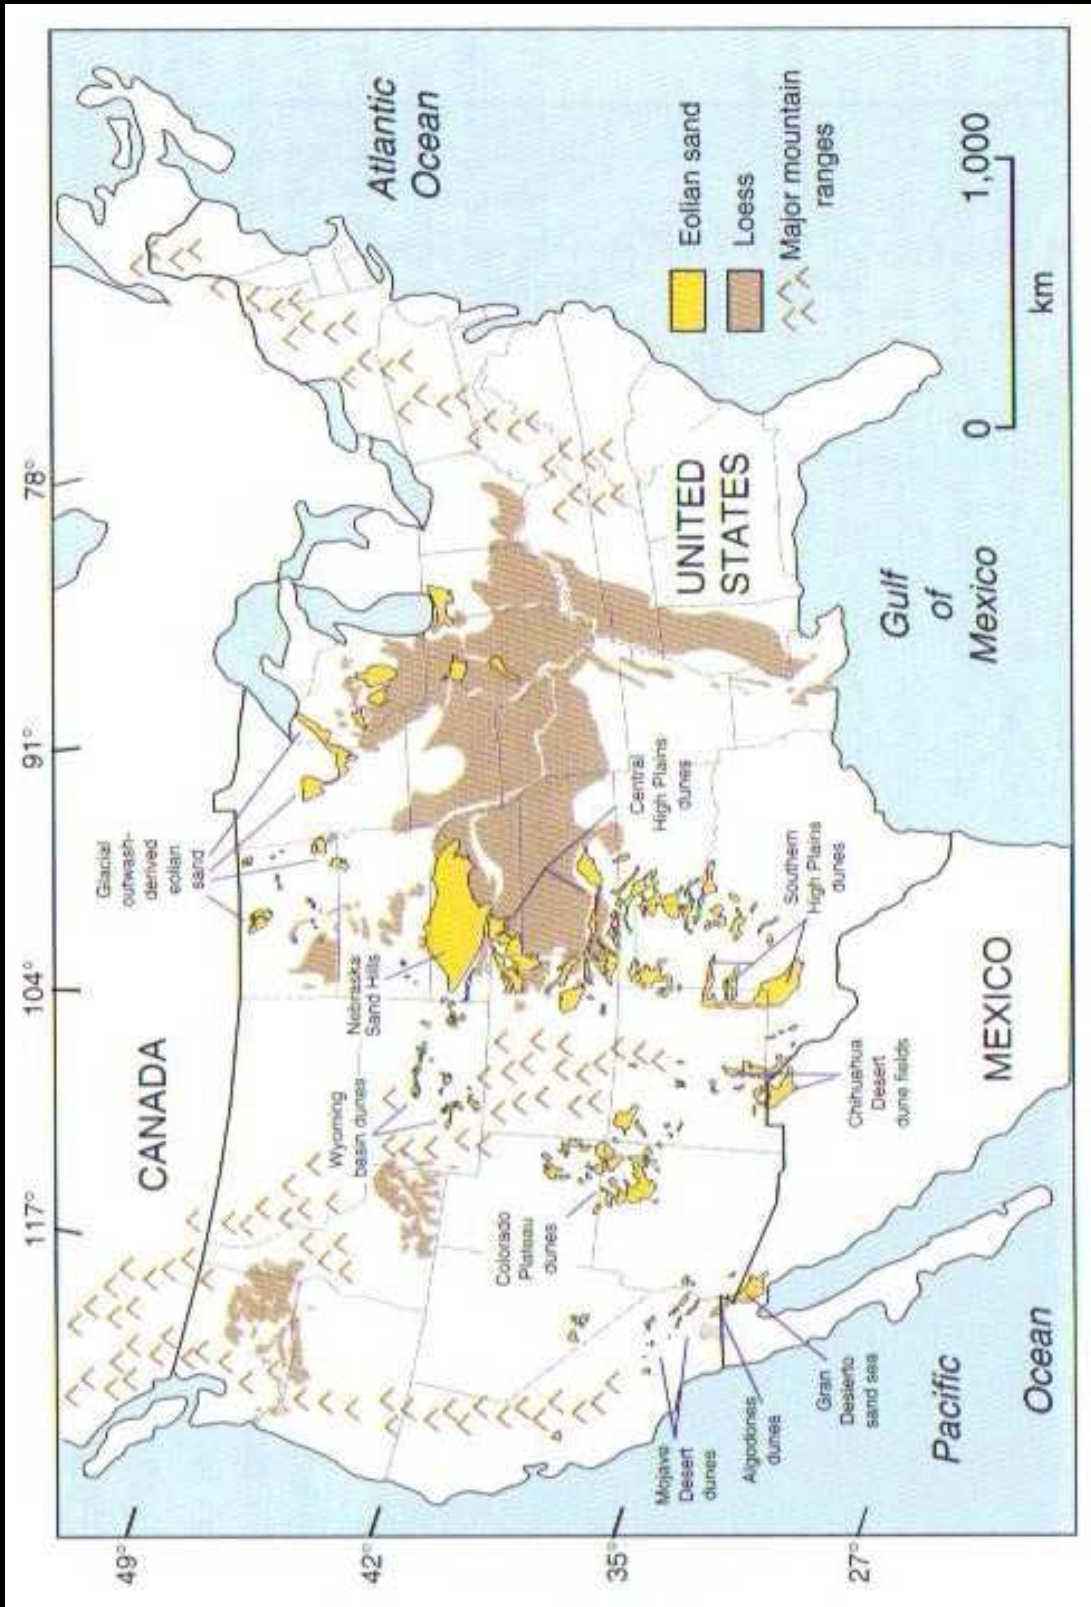 117°
104°
91°
78°
49°
42°
35°
27°
CANADA
Glacial
outwash-
derived
eolian
sand
Wyoming
basin dunes
Nebraska
Sand Hills
Colorado
Plateau
dunes
Central
High Plains
dunes
Mojave
Desert
dunes
Algodones
dunes
Gran
Desierto
sand sea
Chihuahua
Desert
dune fields
Southern
High Plains
dunes
UNITED
STATES
MEXICO
Pacific
Ocean
Gulf
of
Mexico
Atlantic
Ocean
Eolian sand
Loess
Major mountain
ranges
0
1,000
km